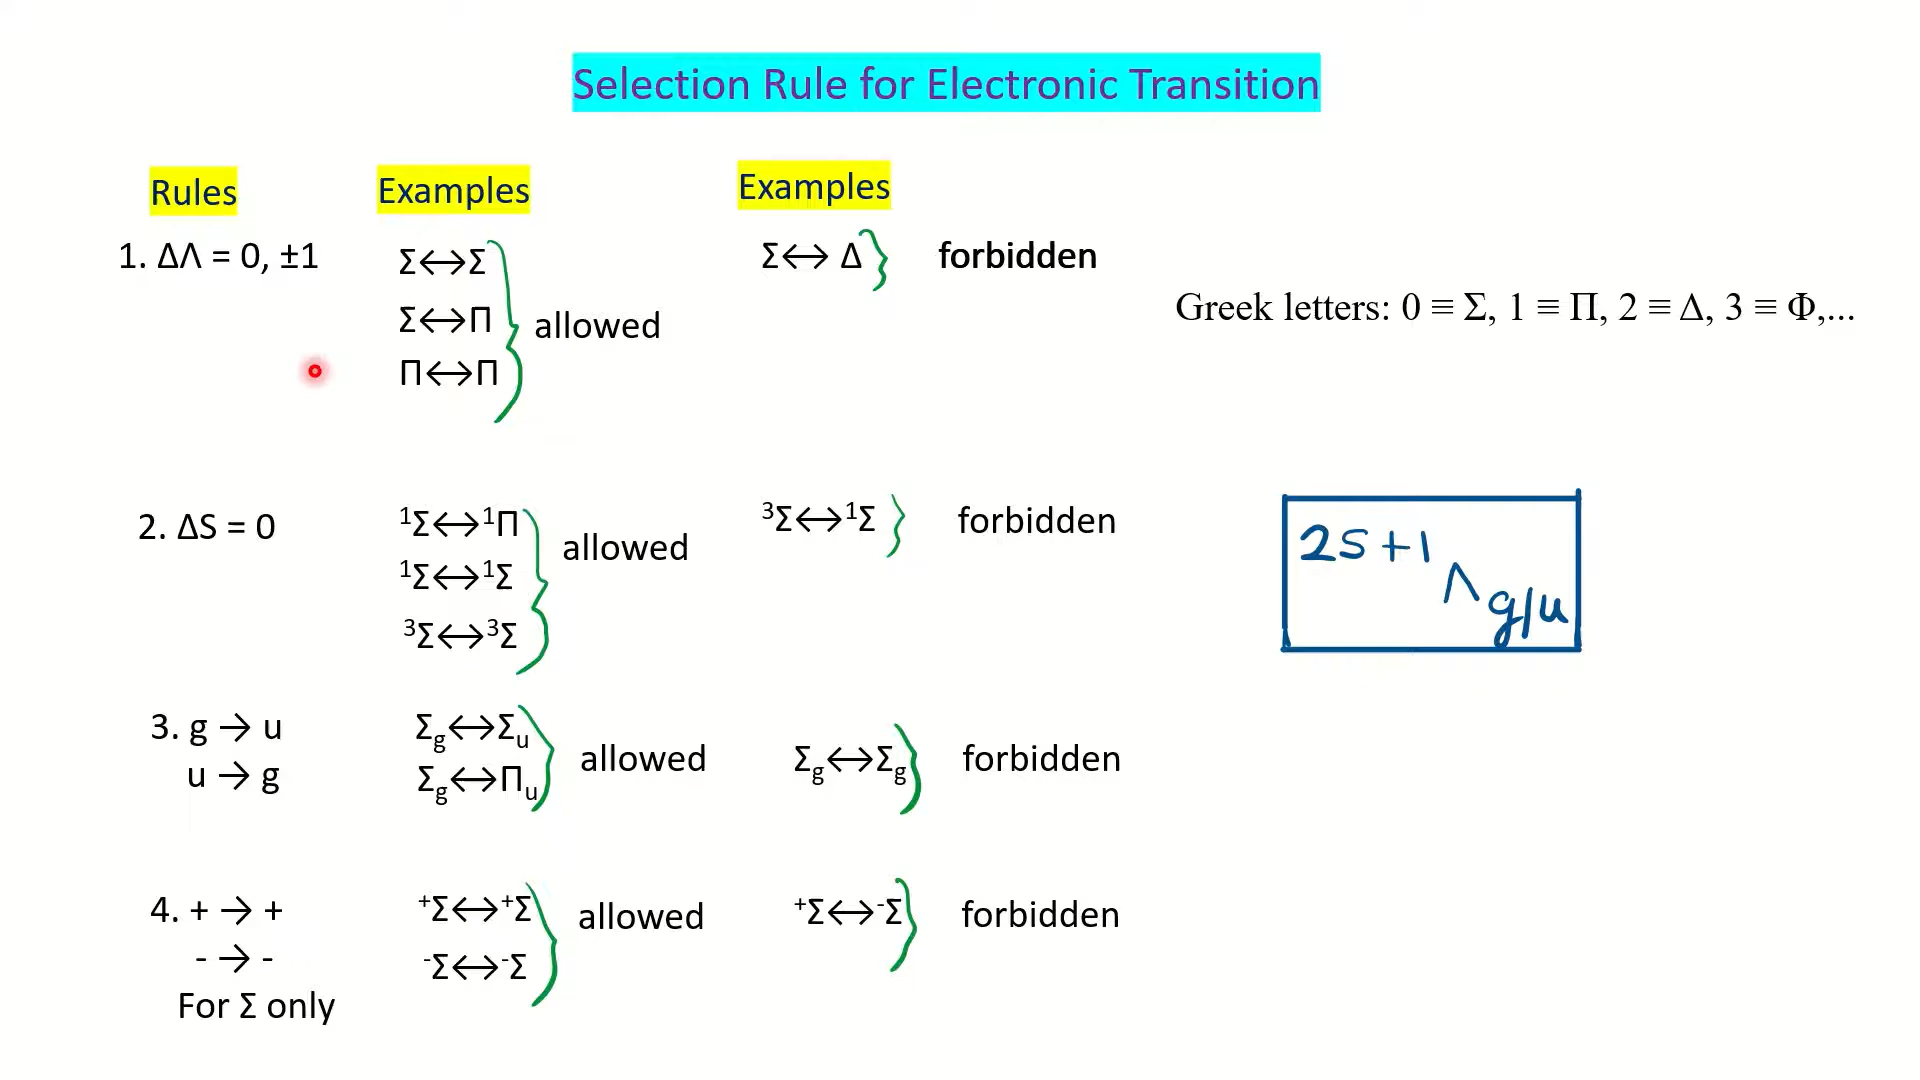 Selection Rule for Electronic Transition
Rules Examples Examples
1. ΔΛ = 0, ±1 Σ↔Σ Σ↔ Δ forbidden
Greek letters: 0 ≡ Σ, 1 ≡ Π, 2 ≡ Δ, 3 ≡ Φ,...
Σ↔Π allowed
Π↔Π
2. ΔS = 0 ¹Σ↔¹Π allowed ³Σ↔¹Σ forbidden
¹Σ↔¹Σ
³Σ↔³Σ
2S+1
Λ g/u
3. g → u Σg↔Σu allowed Σg↔Σg forbidden
u → g Σg↔Πu
4. + → + ⁺Σ↔⁺Σ allowed ⁺Σ↔⁻Σ forbidden
- → - ⁻Σ↔⁻Σ
For Σ only